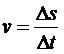 v = Δs / Δt